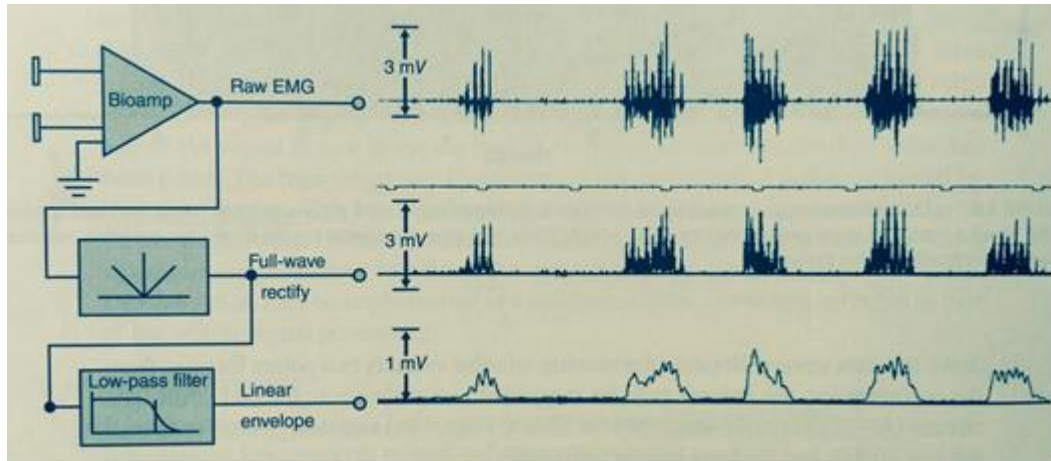 Bioamp
Raw EMG
3 mV
Full-wave
rectify
3 mV
Low-pass filter
Linear
envelope
1 mV